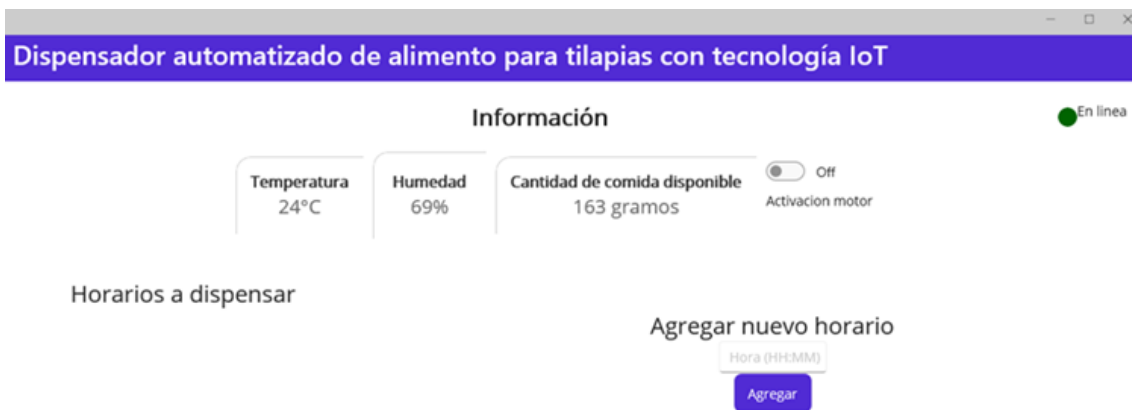 Dispensador automatizado de alimento para tilapias con tecnología IoT
Información
En linea
Temperatura
24°C
Humedad
69%
Cantidad de comida disponible
163 gramos
Off
Activacion motor
Horarios a dispensar
Agregar nuevo horario
Hora (HH:MM)
Agregar